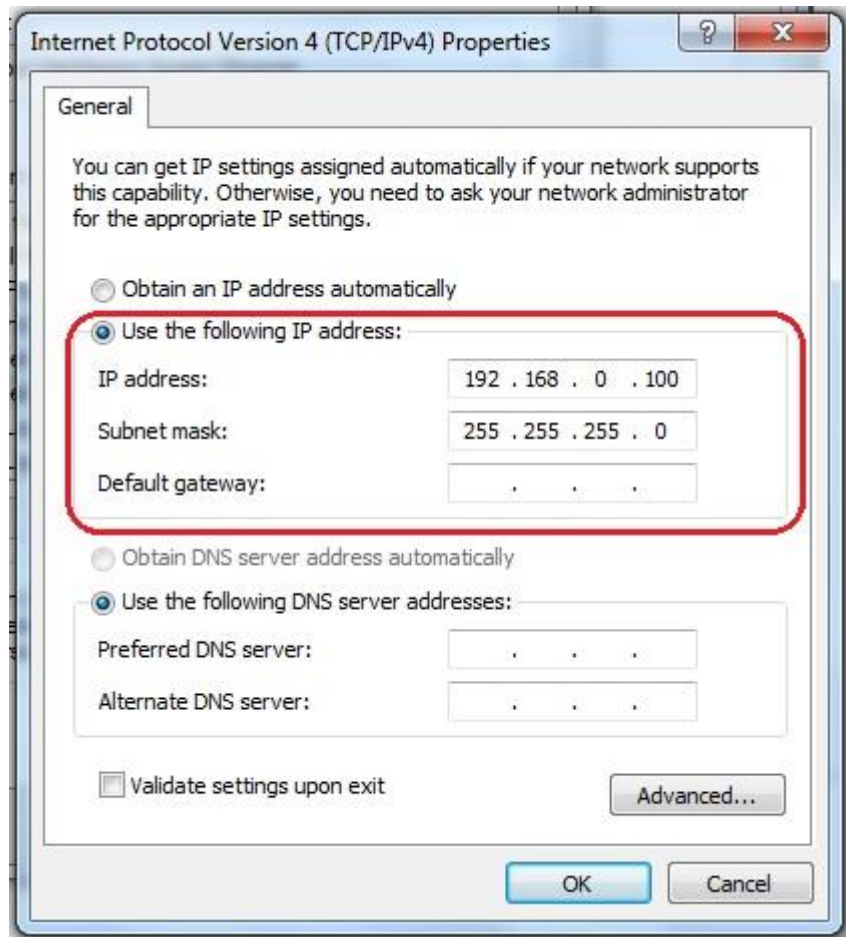 Internet Protocol Version 4 (TCP/IPv4) Properties
General
You can get IP settings assigned automatically if your network supports
this capability. Otherwise, you need to ask your network administrator
for the appropriate IP settings.
Obtain an IP address automatically
Use the following IP address:
IP address: 192 . 168 . 0 . 100
Subnet mask: 255 . 255 . 255 . 0
Default gateway: . . .
Obtain DNS server address automatically
Use the following DNS server addresses:
Preferred DNS server: . . .
Alternate DNS server: . . .
Validate settings upon exit
Advanced...
OK Cancel